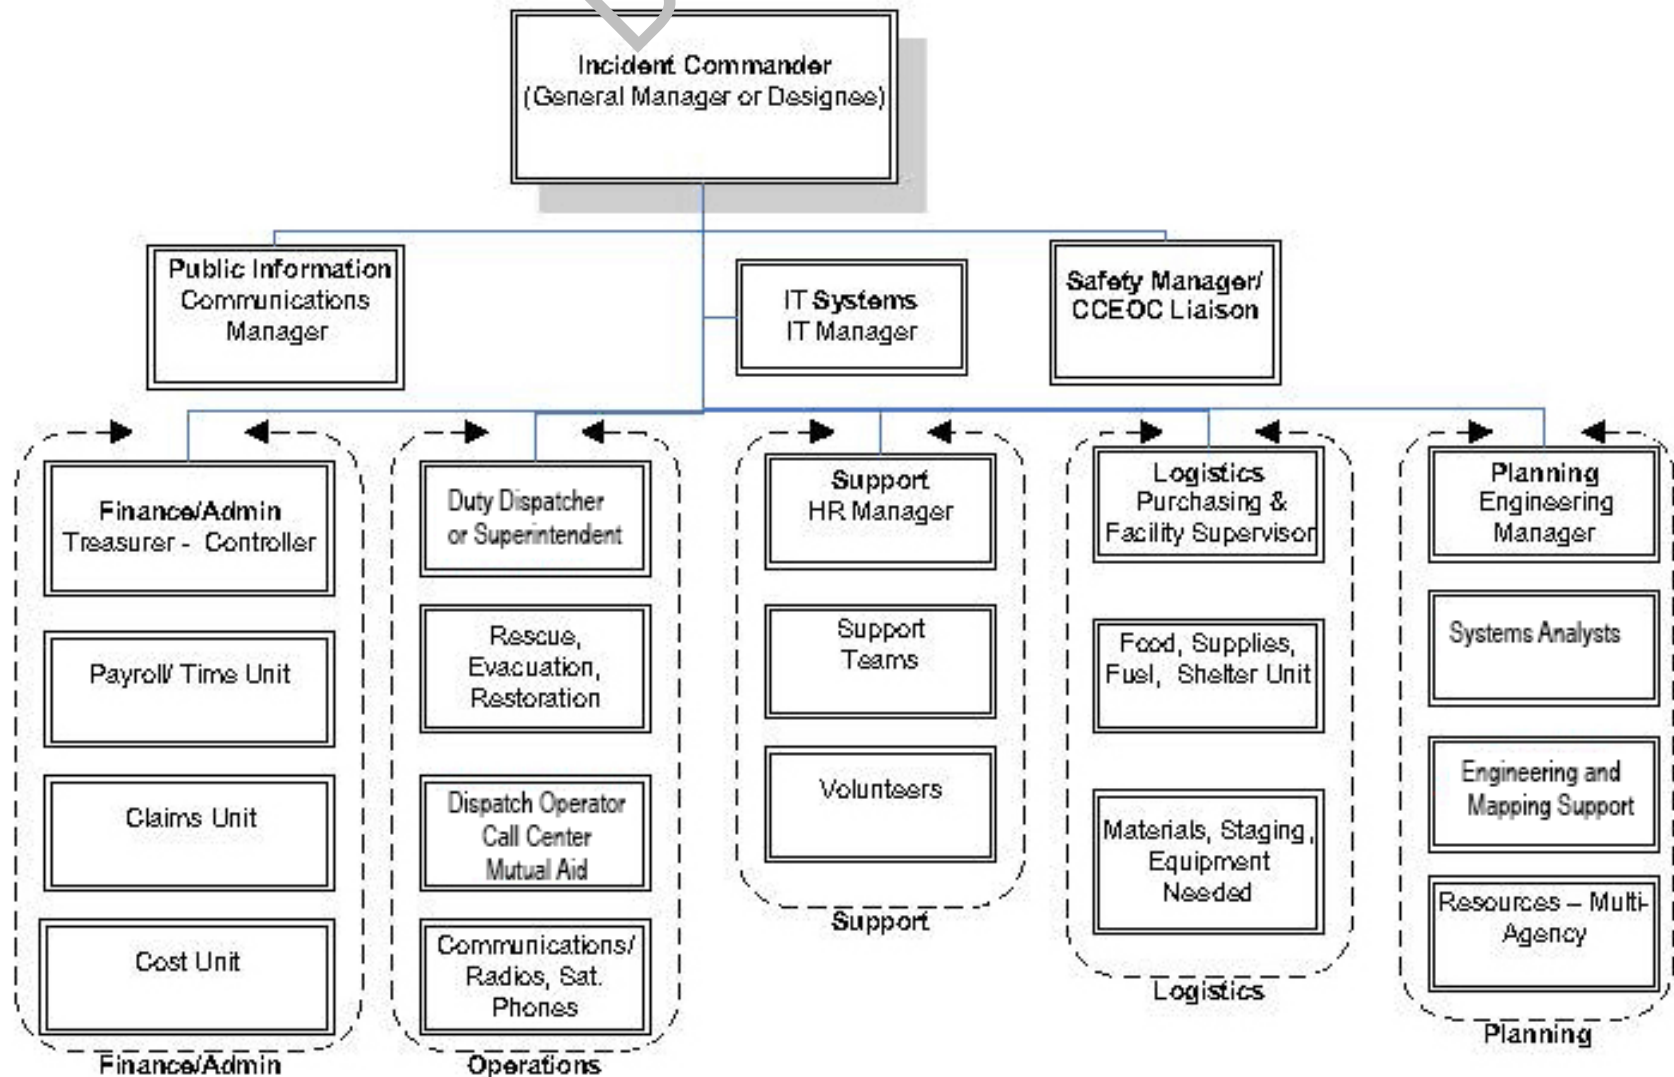 Incident Commander
(General Manager or Designee)
Public Information
Communications
Manager
IT Systems
IT Manager
Safety Manager/
CCEOC Liaison
Finance/Admin
Treasurer - Controller
Payroll/ Time Unit
Claims Unit
Cost Unit
Finance/Admin
Duty Dispatcher
or Superintendent
Rescue,
Evacuation,
Restoration
Dispatch Operator
Call Center
Mutual Aid
Communications/
Radios, Sat.
Phones
Operations
Support
HR Manager
Support
Teams
Volunteers
Support
Logistics
Purchasing &
Facility Supervisor
Food, Supplies,
Fuel, Shelter Unit
Materials, Staging,
Equipment
Needed
Logistics
Planning
Engineering
Manager
Systems Analysts
Engineering and
Mapping Support
Resources – Multi-
Agency
Planning